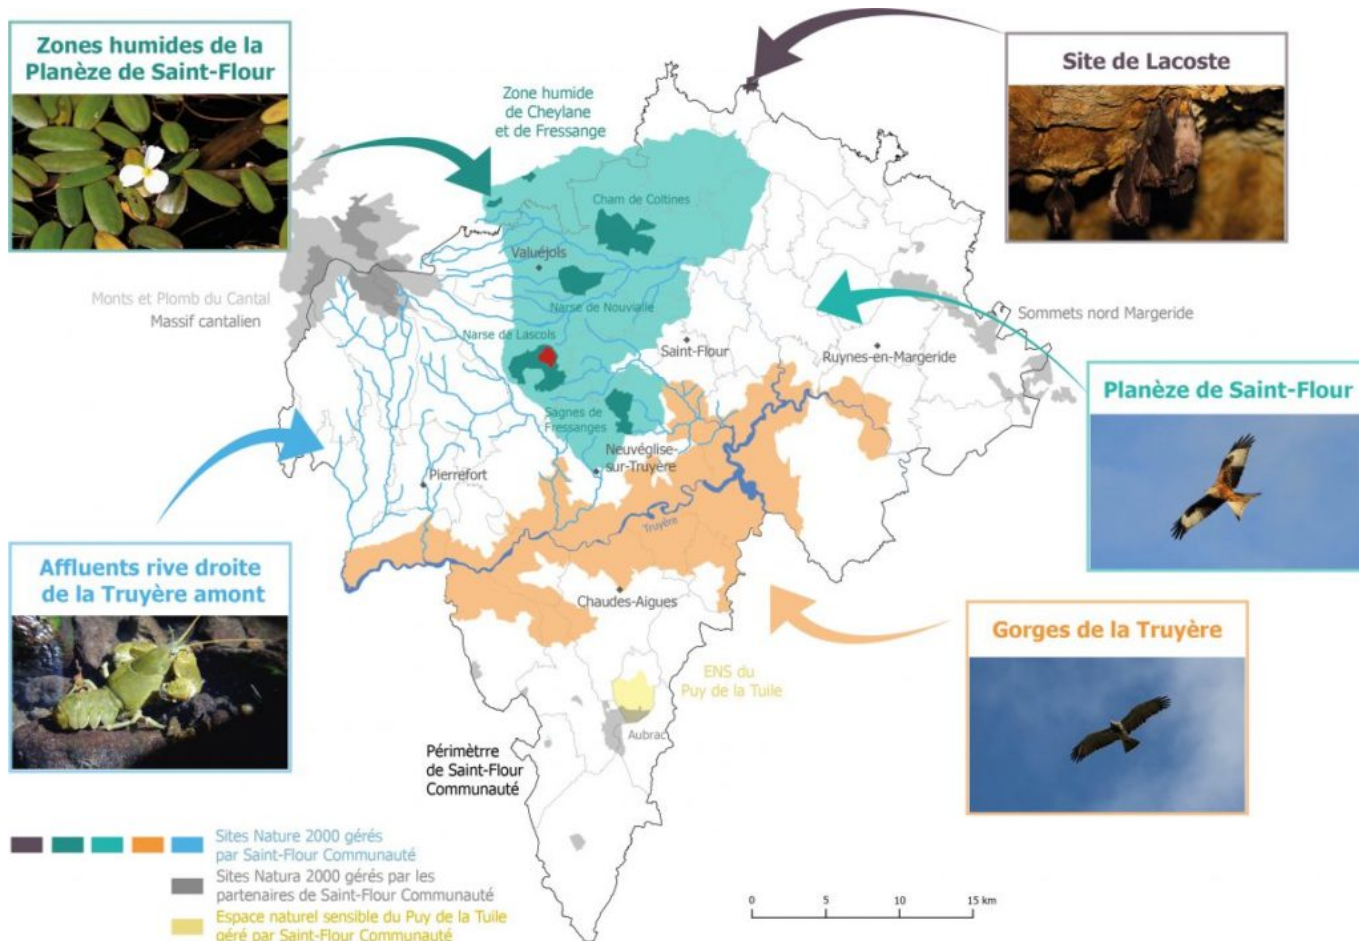 Zones humides de la
Planèze de Saint-Flour
Site de Lacoste
Zone humide
de Cheylane
et de Fressange
Cham de Coltines
Valuéjols
Monts et Plomb du Cantal
Massif cantalien
Narse de Nouvialle
Sommets nord Margeride
Narse de Lascols
Saint-Flour
Ruynes-en-Margeride
Planèze de Saint-Flour
Sagnes de
Fressanges
Neuvéglise-
sur-Truyère
Pierrefort
Truyère
Affluents rive droite
de la Truyère amont
Chaudes-Aigues
Gorges de la Truyère
ENS du
Puy de la Tuile
Aubrac
Périmètrre
de Saint-Flour
Communauté
Sites Nature 2000 gérés
par Saint-Flour Communauté
Sites Natura 2000 gérés par les
partenaires de Saint-Flour Communauté
Espace naturel sensible du Puy de la Tuile
géré par Saint-Flour Communauté
0 5 10 15 km